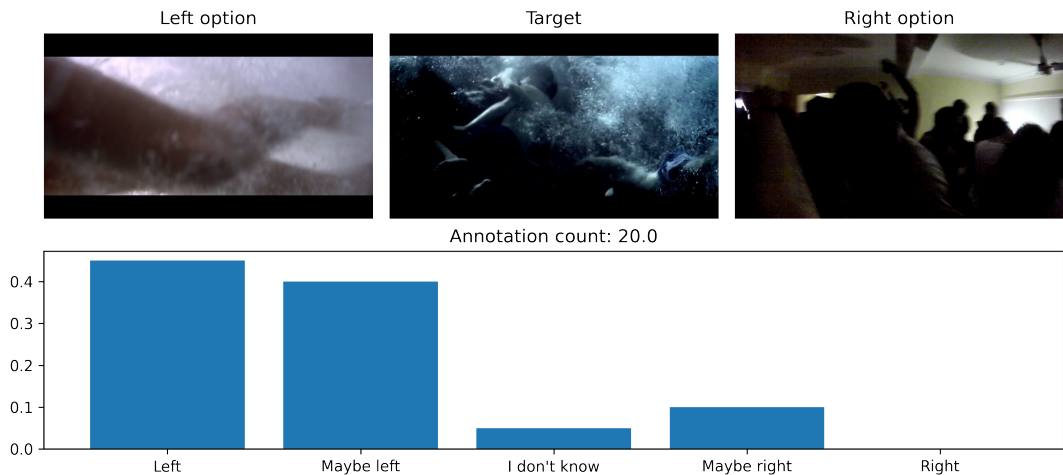 Left option
Target
Right option
Annotation count: 20.0
0.4
0.3
0.2
0.1
0.0
Left
Maybe left
I don't know
Maybe right
Right